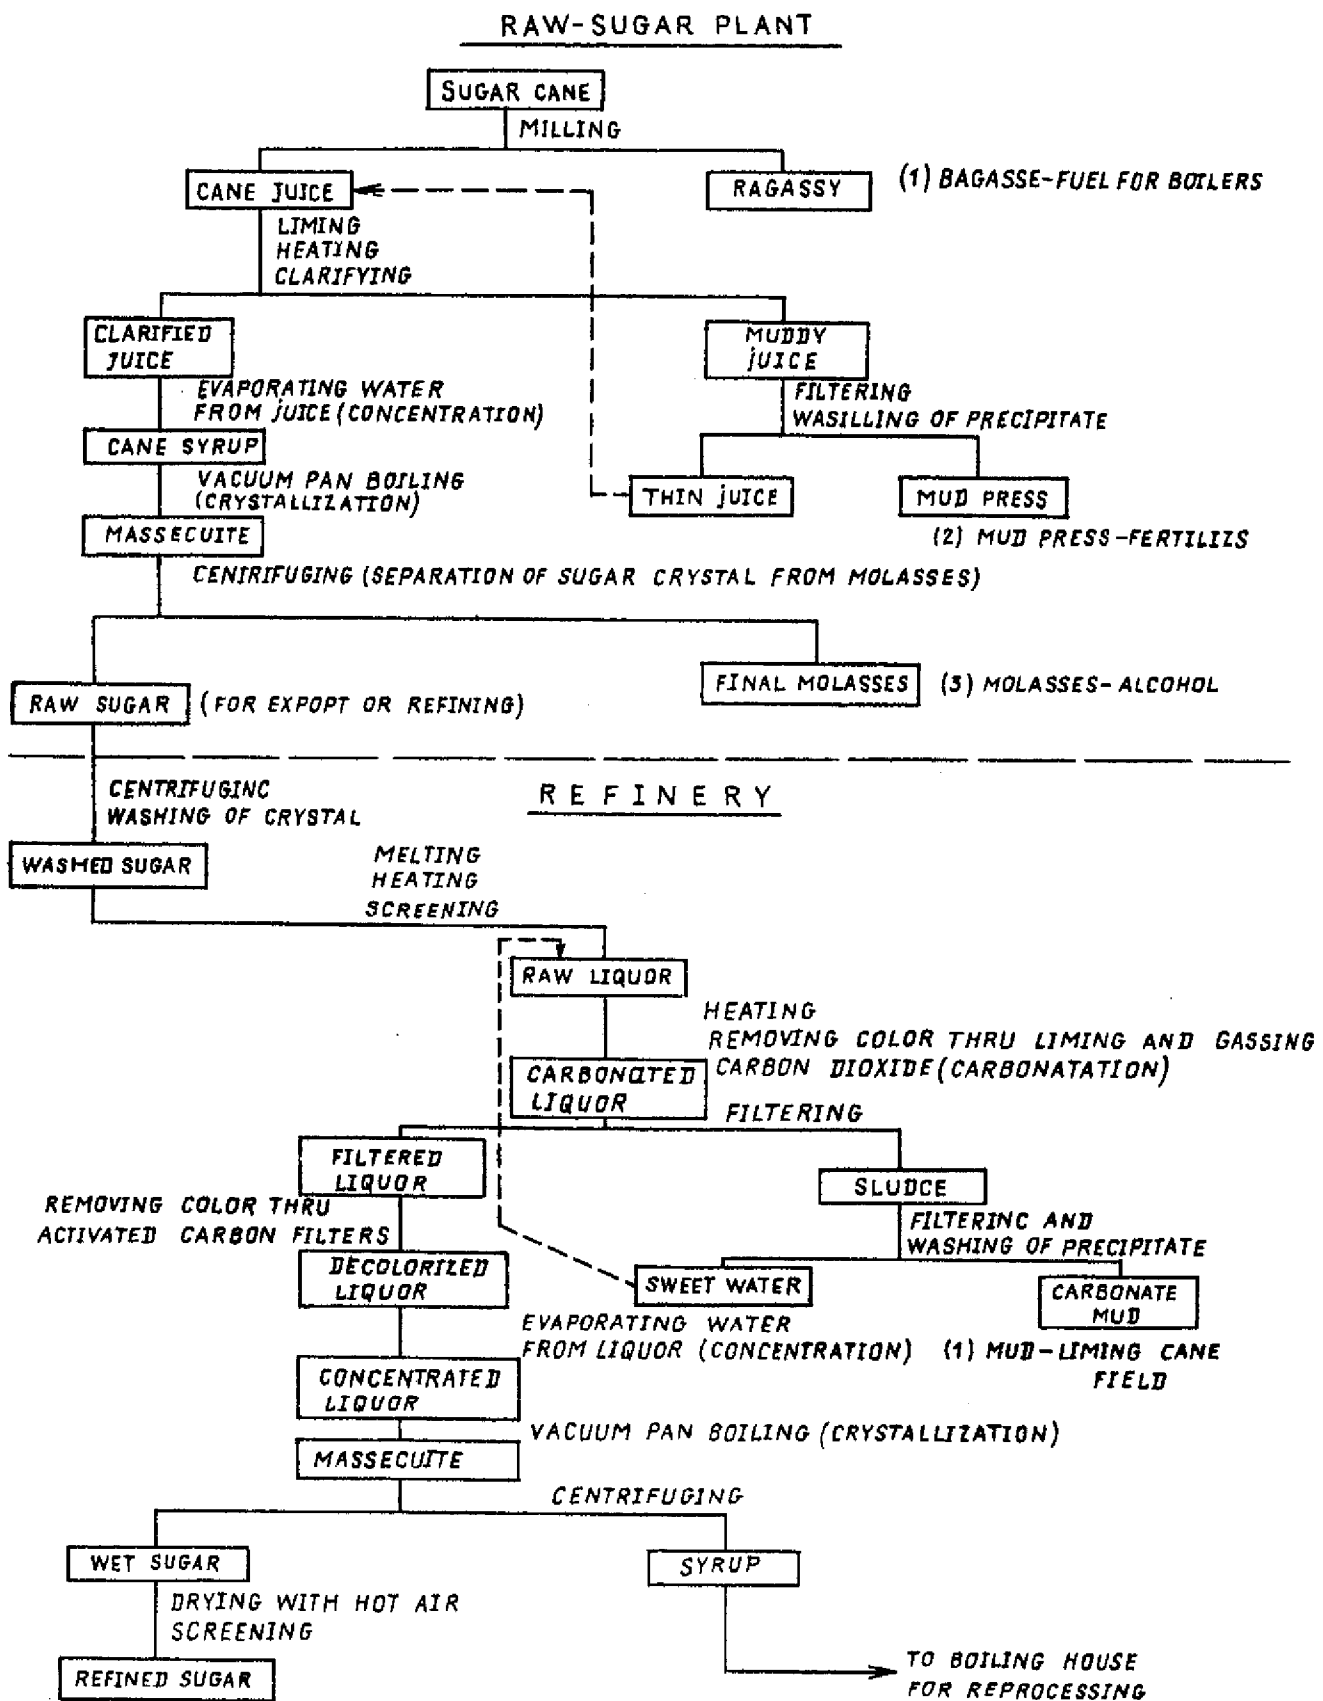 RAW-SUGAR PLANT
SUGAR CANE
MILLING
CANE JUICE
RAGASSY
(1) BAGASSE-FUEL FOR BOILERS
LIMING
HEATING
CLARIFYING
CLARIFIED
JUICE
MUDDY
JUICE
EVAPORATING WATER
FROM JUICE (CONCENTRATION)
FILTERING
WASILLING OF PRECIPITATE
CANE SYRUP
VACUUM PAN BOILING
(CRYSTALLIZATION)
THIN JUICE
MUD PRESS
MASSECUITE
(2) MUD PRESS-FERTILIZS
CENIRIFUGING (SEPARATION OF SUGAR CRYSTAL FROM MOLASSES)
RAW SUGAR
(FOR EXPOPT OR REFINING)
FINAL MOLASSES
(3) MOLASSES-ALCOHOL
CENTRIFUGINC
WASHING OF CRYSTAL
REFINERY
WASHED SUGAR
MELTING
HEATING
SCREENING
RAW LIQUOR
HEATING
REMOVING COLOR THRU LIMING AND GASSING
CARBON DIOXIDE (CARBONATATION)
CARBONATED
LIQUOR
FILTERING
FILTERED
LIQUOR
SLUDCE
REMOVING COLOR THRU
ACTIVATED CARBON FILTERS
FILTERINC AND
WASHING OF PRECIPITATE
DECOLORIZED
LIQUOR
SWEET WATER
CARBONATE
MUD
EVAPORATING WATER
FROM LIQUOR (CONCENTRATION)
(1) MUD-LIMING CANE
FIELD
CONCENTRATED
LIQUOR
VACUUM PAN BOILING (CRYSTALLIZATION)
MASSECUITE
CENTRIFUGING
WET SUGAR
SYRUP
DRYING WITH HOT AIR
SCREENING
REFINED SUGAR
TO BOILING HOUSE
FOR REPROCESSING